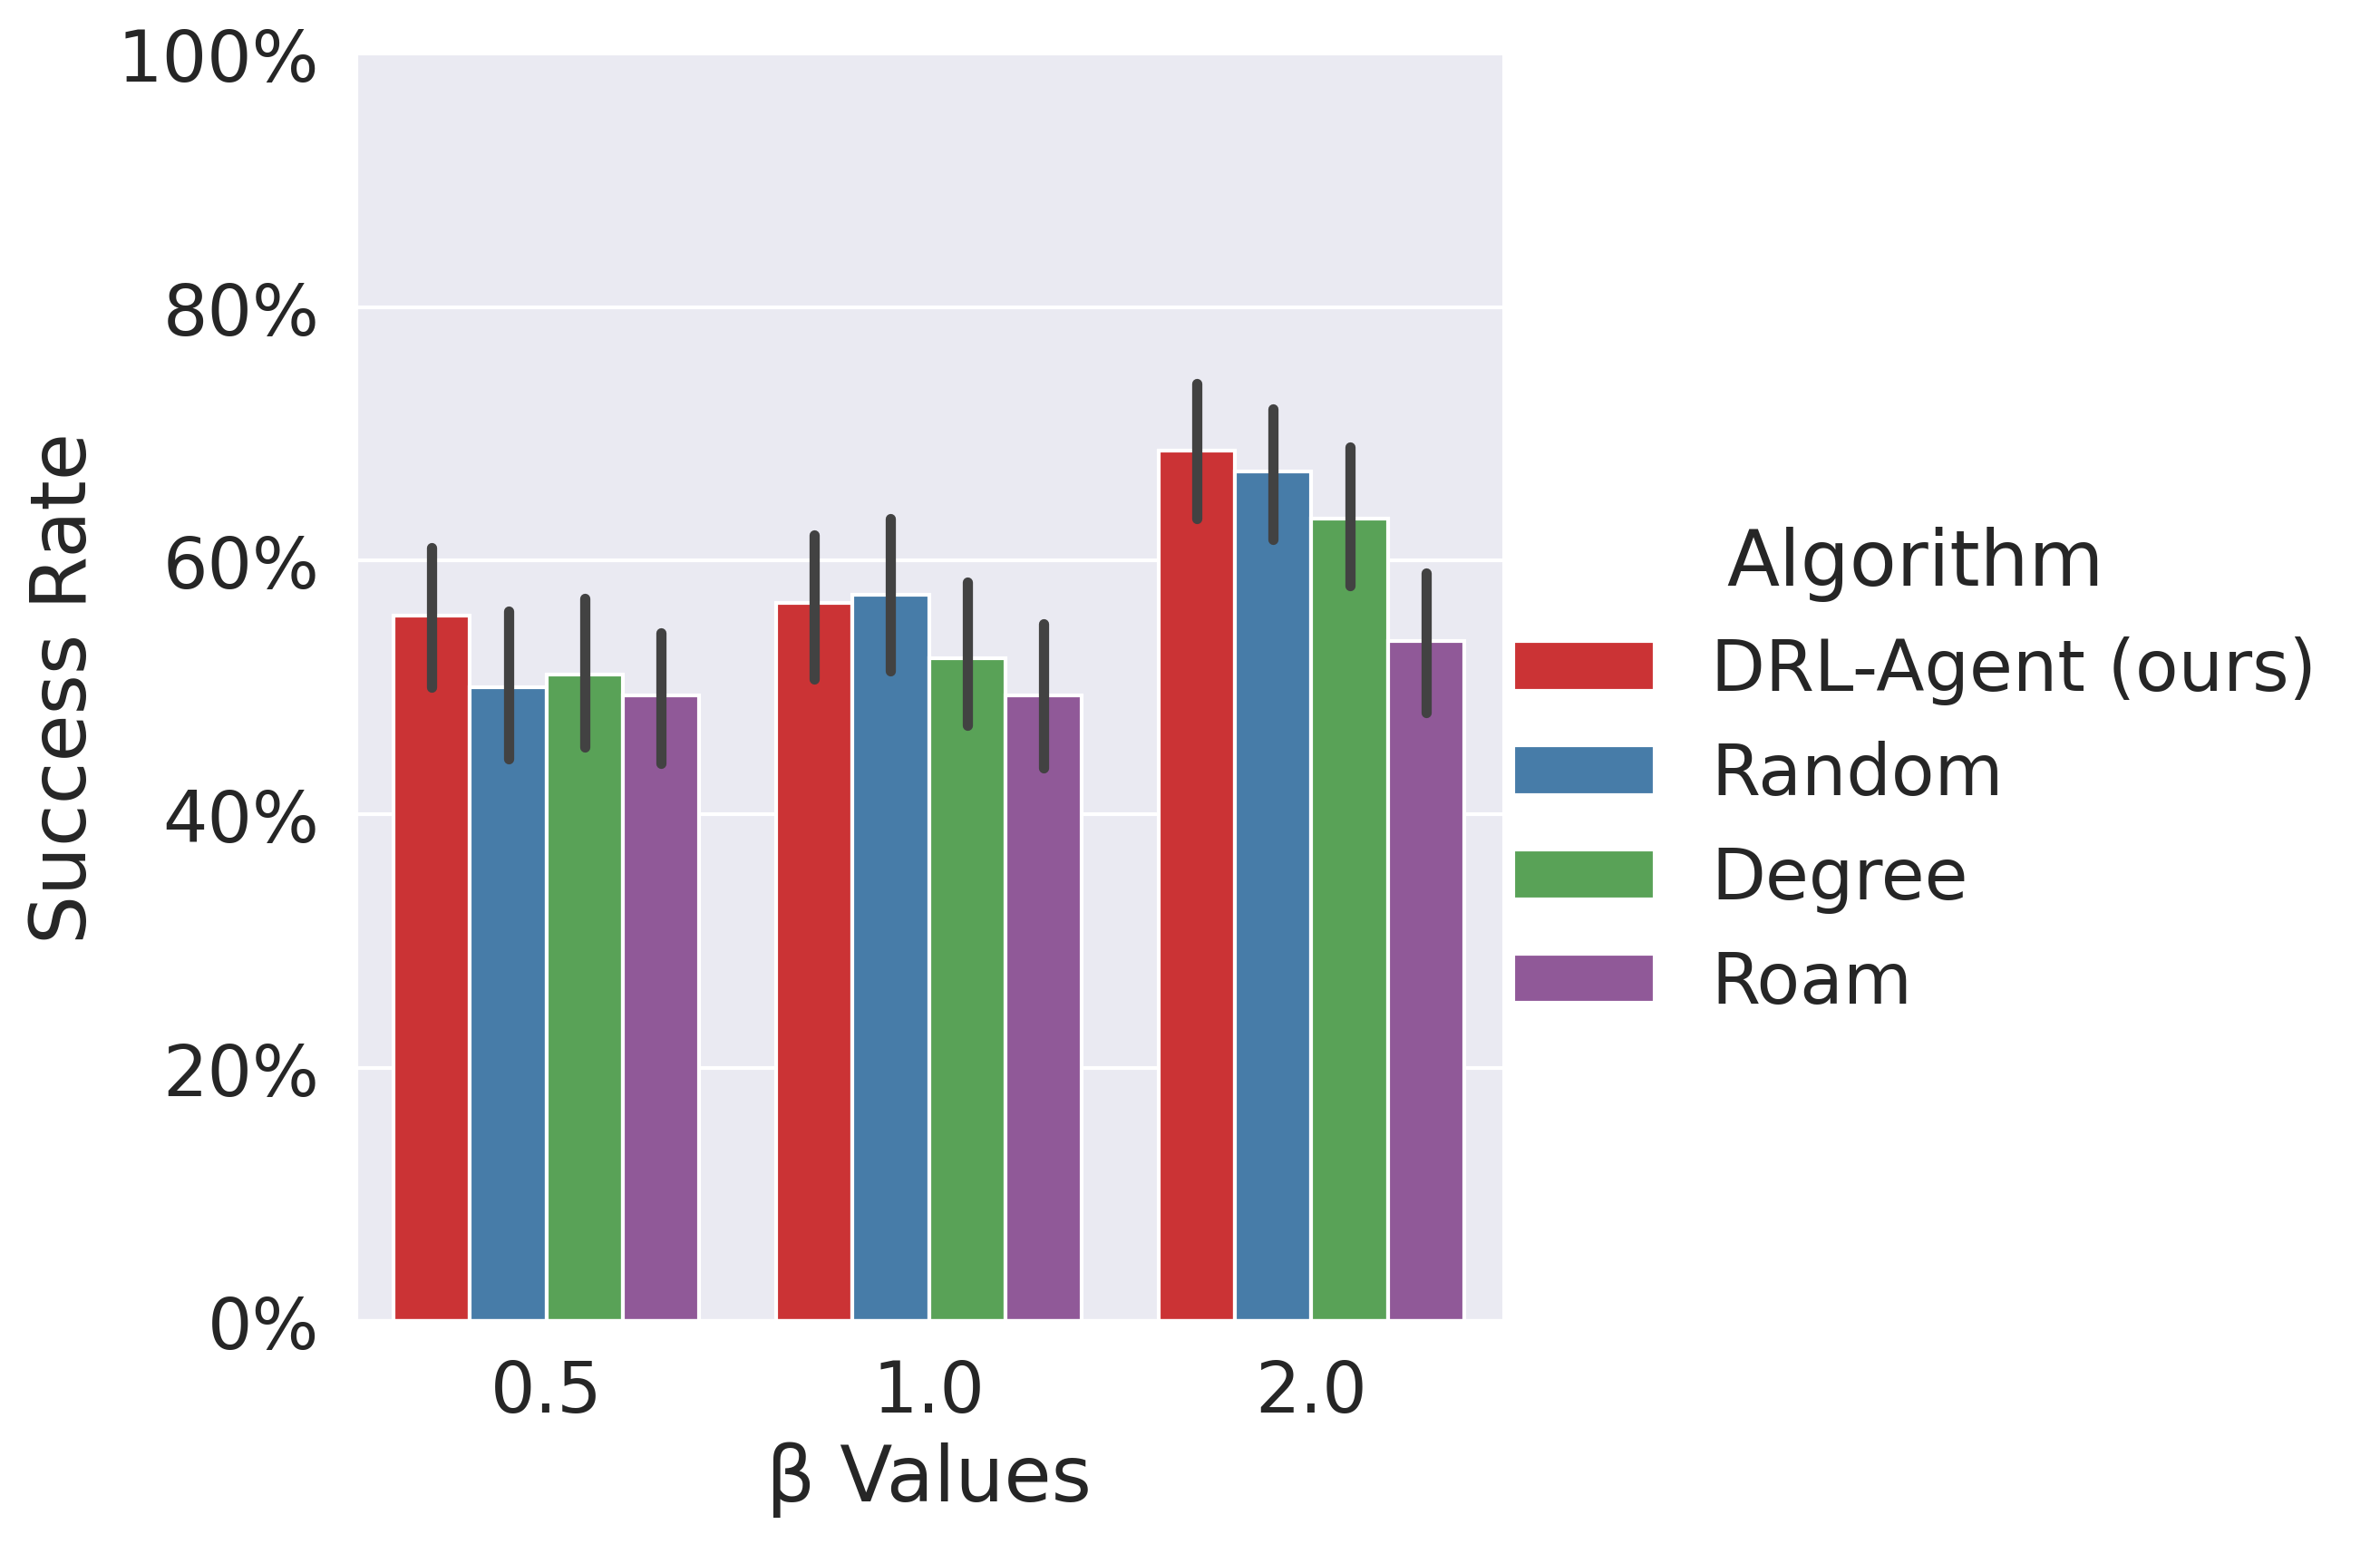 100%
80%
60%
40%
20%
0%
Success Rate
0.5 1.0 2.0
β Values
Algorithm
DRL-Agent (ours)
Random
Degree
Roam